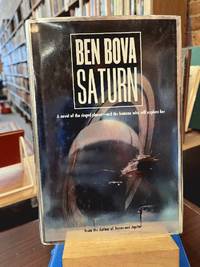 BEN BOVA
SATURN
A novel of the ringed planet—and the humans who will explore her
From the Author of Venus and Jupiter